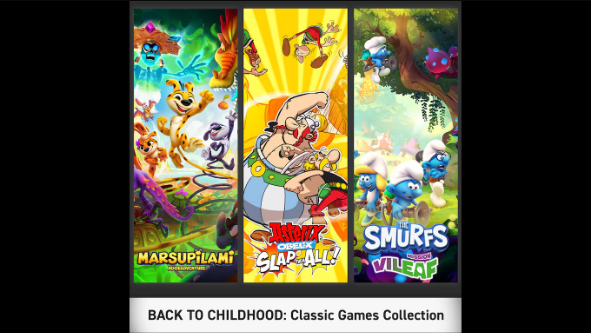 MARSUPILAMI
HOOBADVENTURE
Asterix
OBELIX
SLAP THEM ALL!
THE
SMURFS
MISSION
VILEAF
BACK TO CHILDHOOD: Classic Games Collection